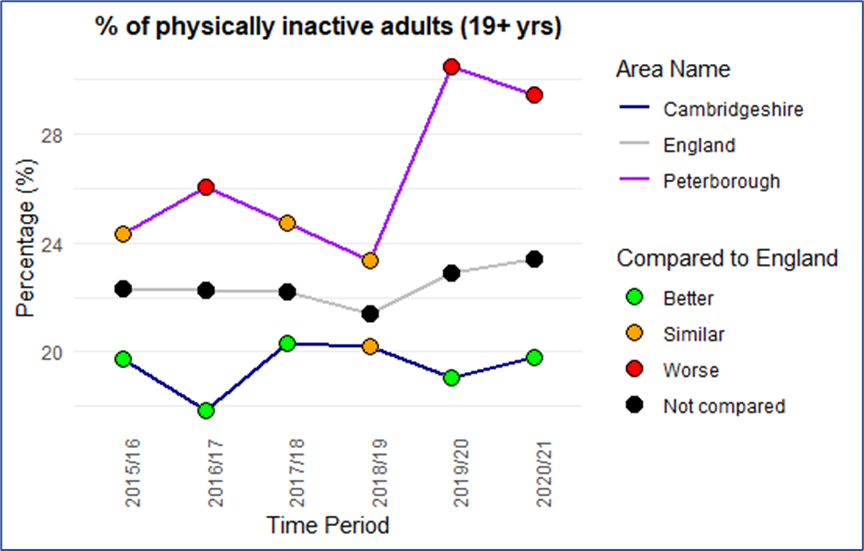 % of physically inactive adults (19+ yrs)
Percentage (%)
28
24
20
2015/16
2016/17
2017/18
2018/19
2019/20
2020/21
Time Period
Area Name
Cambridgeshire
England
Peterborough
Compared to England
Better
Similar
Worse
Not compared